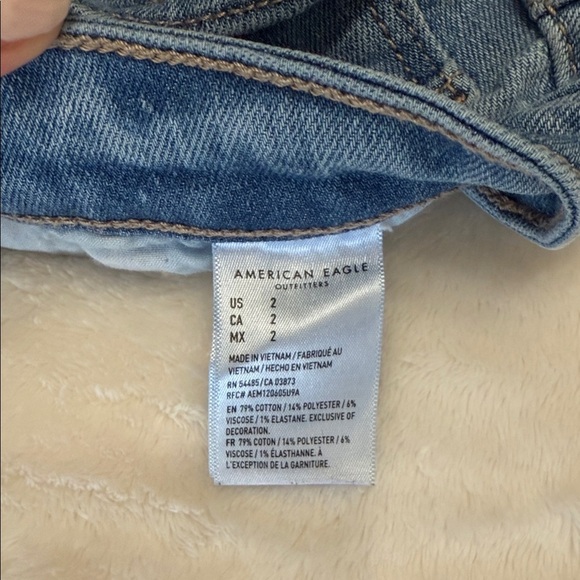 AMERICAN EAGLE
OUTFITTERS
US 2
CA 2
MX 2
MADE IN VIETNAM / FABRIQUÉ AU
VIETNAM / HECHO EN VIETNAM
RN 54485/CA 03873
RFC# AEM120605U9A
EN 79% COTTON / 14% POLYESTER / 6%
VISCOSE / 1% ELASTANE. EXCLUSIVE OF
DECORATION.
FR 79% COTON / 14% POLYESTER / 6%
VISCOSE / 1% ÉLASTHANNE. À
L'EXCEPTION DE LA GARNITURE.